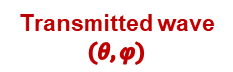 Transmitted wave
(θ, φ)